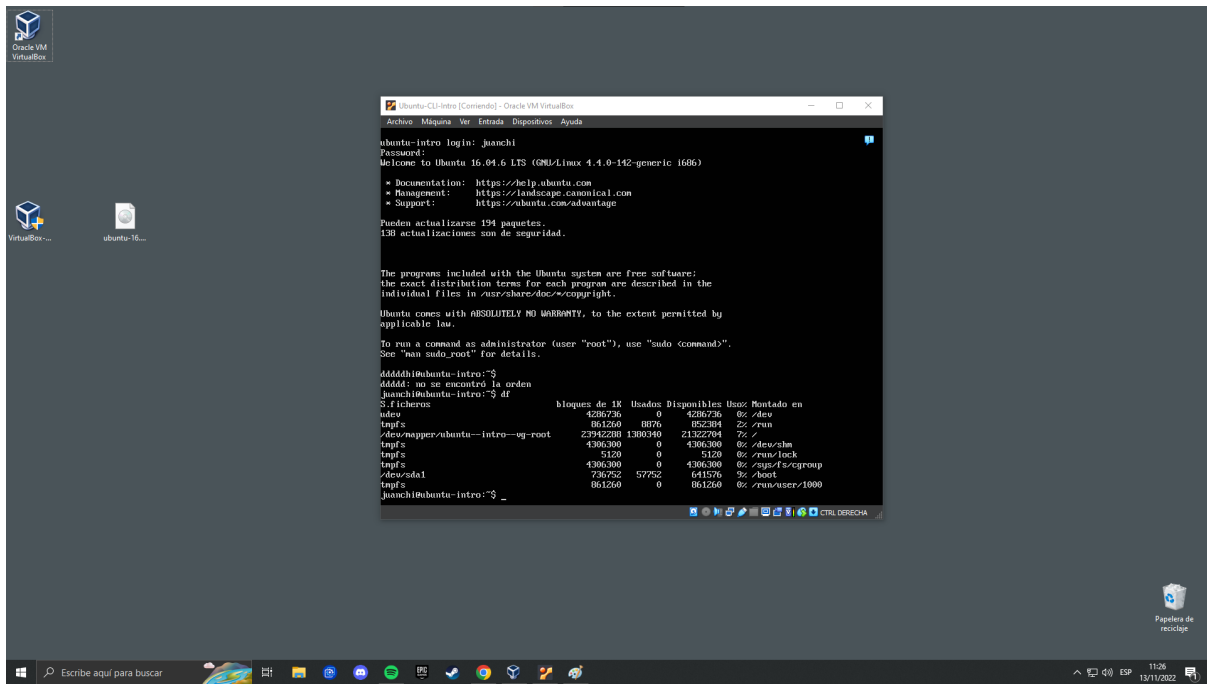 Oracle VM
VirtualBox
VirtualBox-...
ubuntu-16....
Ubuntu-CLI-Intro [Corriendo] - Oracle VM VirtualBox
Archivo Máquina Ver Entrada Dispositivos Ayuda
ubuntu-intro login: juanchi
Password:
Welcome to Ubuntu 16.04.6 LTS (GNU/Linux 4.4.0-142-generic i686)
* Documentation: https://help.ubuntu.com
* Management: https://landscape.canonical.com
* Support: https://ubuntu.com/advantage
Pueden actualizarse 194 paquetes.
138 actualizaciones son de seguridad.
The programs included with the Ubuntu system are free software;
the exact distribution terms for each program are described in the
individual files in /usr/share/doc/*/copyright.
Ubuntu comes with ABSOLUTELY NO WARRANTY, to the extent permitted by
applicable law.
To run a command as administrator (user "root"), use "sudo <command>".
See "man sudo_root" for details.
dddddhi@ubuntu-intro:~$
ddddd: no se encontró la orden
juanchi@ubuntu-intro:~$ df
S.ficheros bloques de 1K Usados Disponibles Uso% Montado en
udev 4286736 0 4286736 0% /dev
tmpfs 861260 8876 852384 2% /run
/dev/mapper/ubuntu--intro--vg-root 23942288 1380340 21322704 7% /
tmpfs 4306300 0 4306300 0% /dev/shm
tmpfs 5120 0 5120 0% /run/lock
tmpfs 4306300 0 4306300 0% /sys/fs/cgroup
/dev/sda1 736752 57752 641576 9% /boot
tmpfs 861260 0 861260 0% /run/user/1000
juanchi@ubuntu-intro:~$ _
CTRL DERECHA
Papelera de
reciclaje
Escribe aquí para buscar
EPIC
ESP
11:26
13/11/2022
1